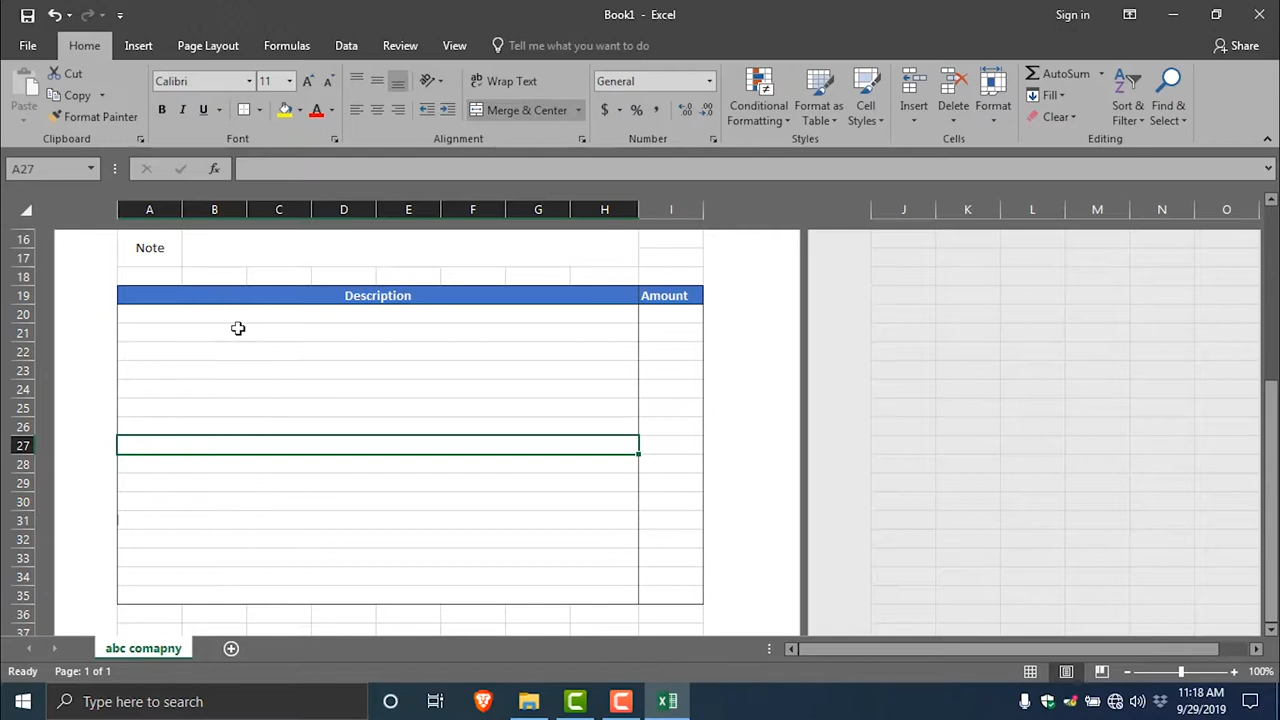 Book1 - Excel
Sign in
File Home Insert Page Layout Formulas Data Review View Tell me what you want to do Share
Paste
Cut
Copy
Format Painter
Clipboard
Calibri 11
B I U
A
Font
Wrap Text
Merge & Center
Alignment
General
$ % ,
Number
Conditional Formatting
Format as Table
Cell Styles
Styles
Insert
Delete
Format
Cells
AutoSum
Fill
Clear
Sort & Filter
Find & Select
Editing
A27
fx
A B C D E F G H I J K L M N O
16
Note
17
18
19 Description Amount
20
21
22
23
24
25
26
27
28
29
30
31
32
33
34
35
36
37
abc comapny
Ready Page: 1 of 1 100%
Type here to search
11:18 AM
9/29/2019